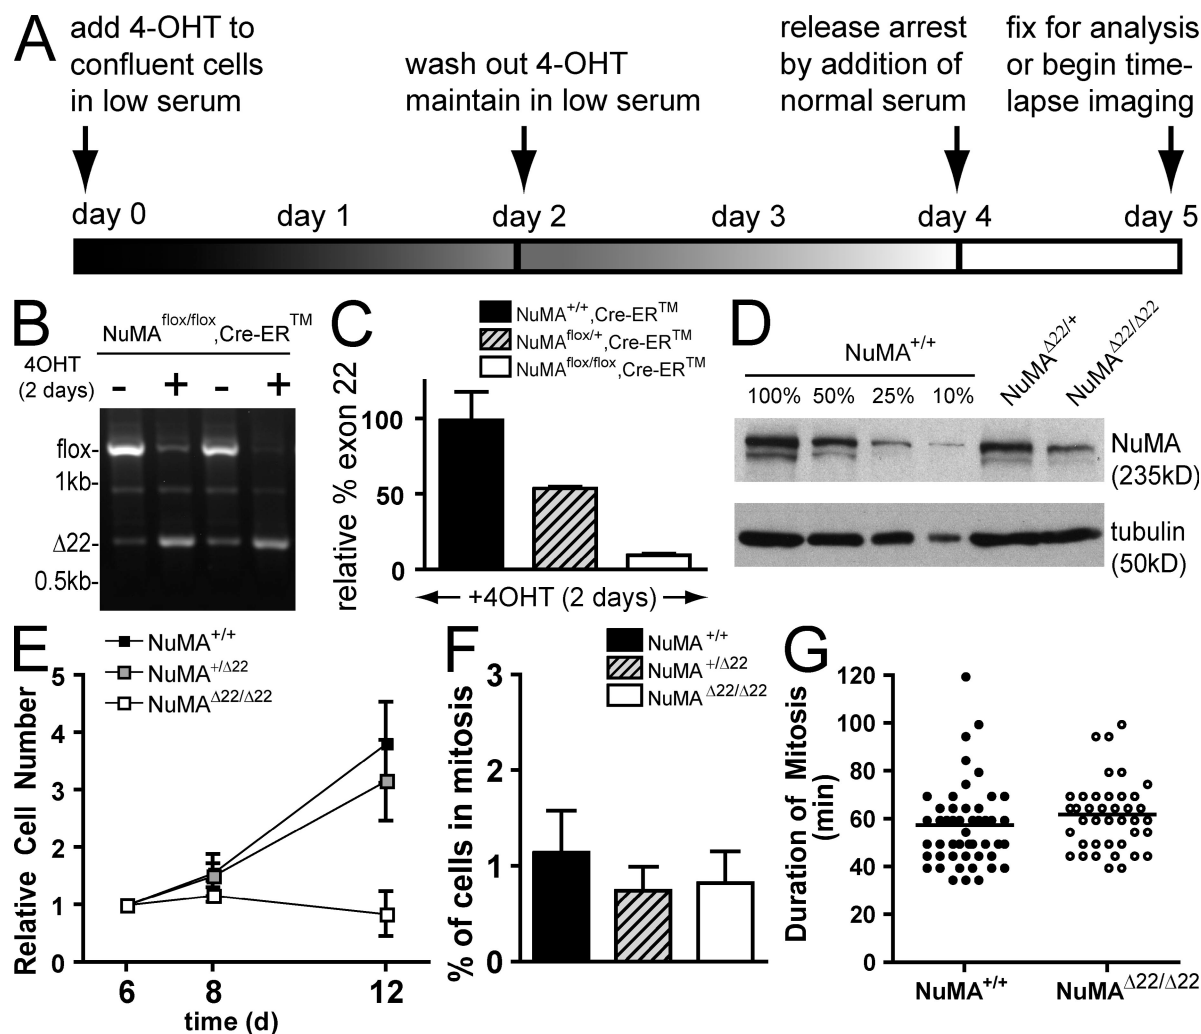 A
add 4-OHT to
confluent cells
in low serum
wash out 4-OHT
maintain in low serum
release arrest
by addition of
normal serum
fix for analysis
or begin time-
lapse imaging
day 0 day 1 day 2 day 3 day 4 day 5
B
NuMA^flox/flox,Cre-ER^TM
4OHT
(2 days)
- + - +
flox-
1kb-
Δ22-
0.5kb-
C
NuMA^+/+,Cre-ER^TM
NuMA^flox/+,Cre-ER^TM
NuMA^flox/flox,Cre-ER^TM
relative % exon 22
100
50
0
+4OHT (2 days)
D
NuMA^+/+
100% 50% 25% 10%
NuMA^Δ22/+
NuMA^Δ22/Δ22
NuMA
(235kD)
tubulin
(50kD)
E
NuMA^+/+
NuMA^+/Δ22
NuMA^Δ22/Δ22
Relative Cell Number
5
4
3
2
1
0
6 8 12
time (d)
F
NuMA^+/+
NuMA^+/Δ22
NuMA^Δ22/Δ22
% of cells in mitosis
3
2
1
0
G
Duration of Mitosis
(min)
120
100
80
60
40
20
0
NuMA^+/+ NuMA^Δ22/Δ22